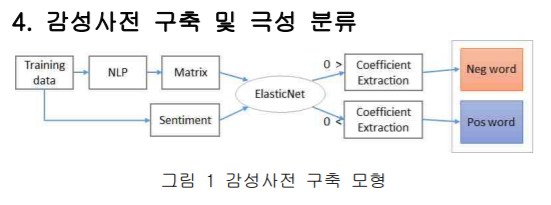 4. 감성사전 구축 및 극성 분류
Training
data
NLP
Matrix
Sentiment
ElasticNet
0 >
Coefficient
Extraction
Neg word
0 <
Coefficient
Extraction
Pos word
그림 1 감성사전 구축 모형